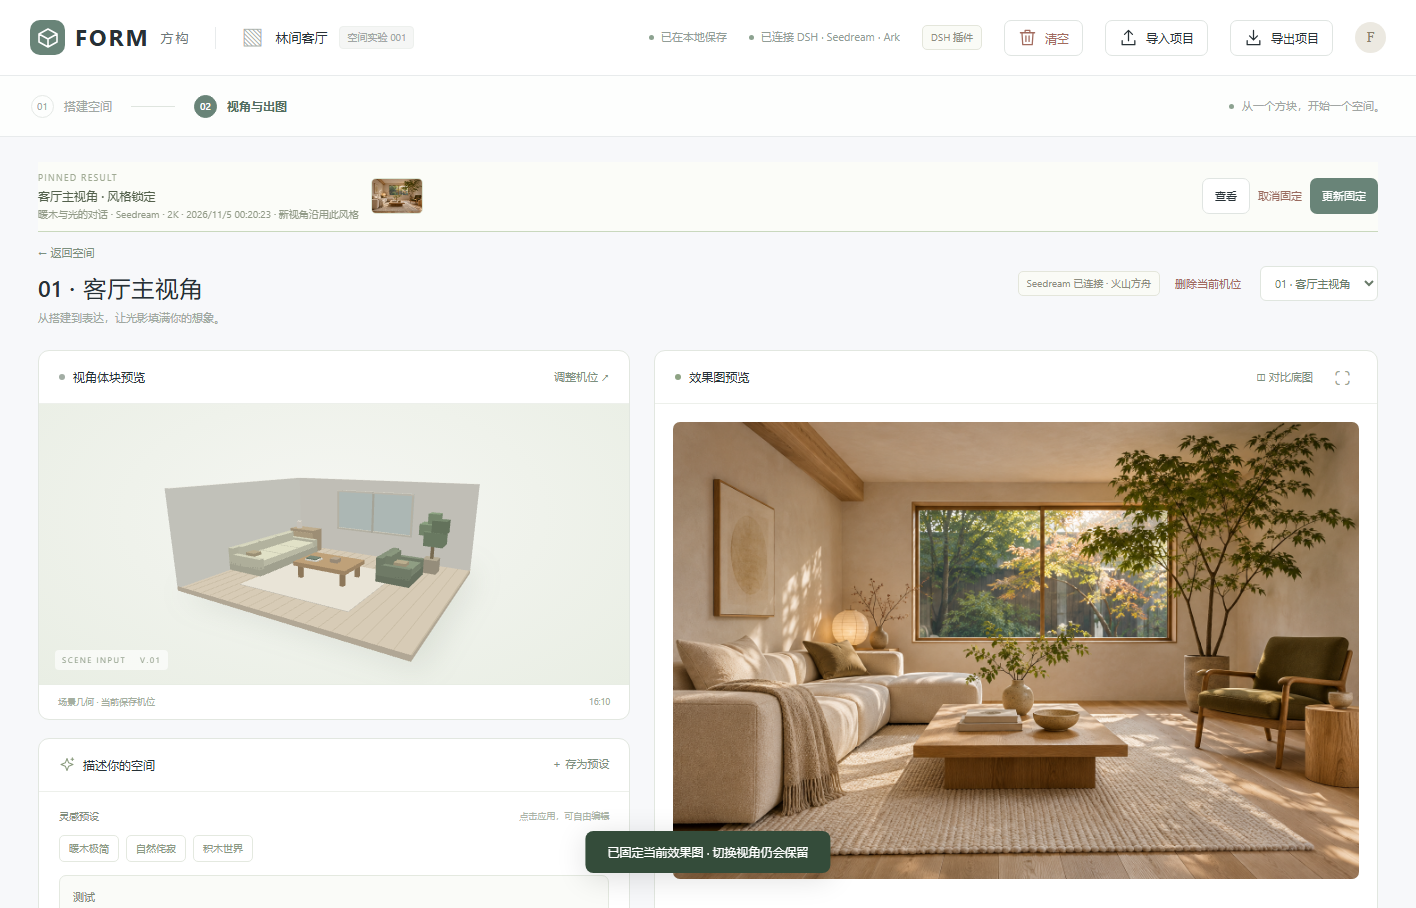 FORM 方构
林间客厅
空间实验 001
已在本地保存
已连接 DSH · Seedream · Ark
DSH 插件
清空
导入项目
导出项目
F
01 搭建空间
02 视角与出图
从一个方块，开始一个空间。
PINNED RESULT
客厅主视角 · 风格锁定
暖木与光的对话 · Seedream · 2K · 2026/11/5 00:20:23 · 新视角沿用此风格
查看
取消固定
更新固定
← 返回空间
01 · 客厅主视角
从搭建到表达，让光影填满你的想象。
Seedream 已连接 · 火山方舟
删除当前机位
01 · 客厅主视角
视角体块预览
调整机位 ↗
SCENE INPUT V.01
场景几何 · 当前保存机位
16:10
效果图预览
对比底图
描述你的空间
+ 存为预设
灵感预设
点击应用，可自由编辑
暖木极简
自然侘寂
积木世界
测试
已固定当前效果图 · 切换视角仍会保留